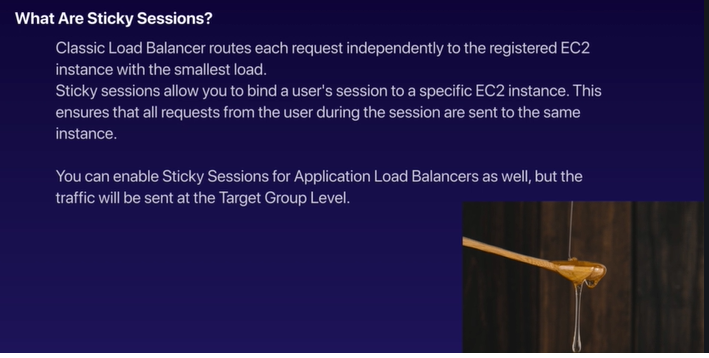 What Are Sticky Sessions?
Classic Load Balancer routes each request independently to the registered EC2
instance with the smallest load.
Sticky sessions allow you to bind a user's session to a specific EC2 instance. This
ensures that all requests from the user during the session are sent to the same
instance.
You can enable Sticky Sessions for Application Load Balancers as well, but the
traffic will be sent at the Target Group Level.